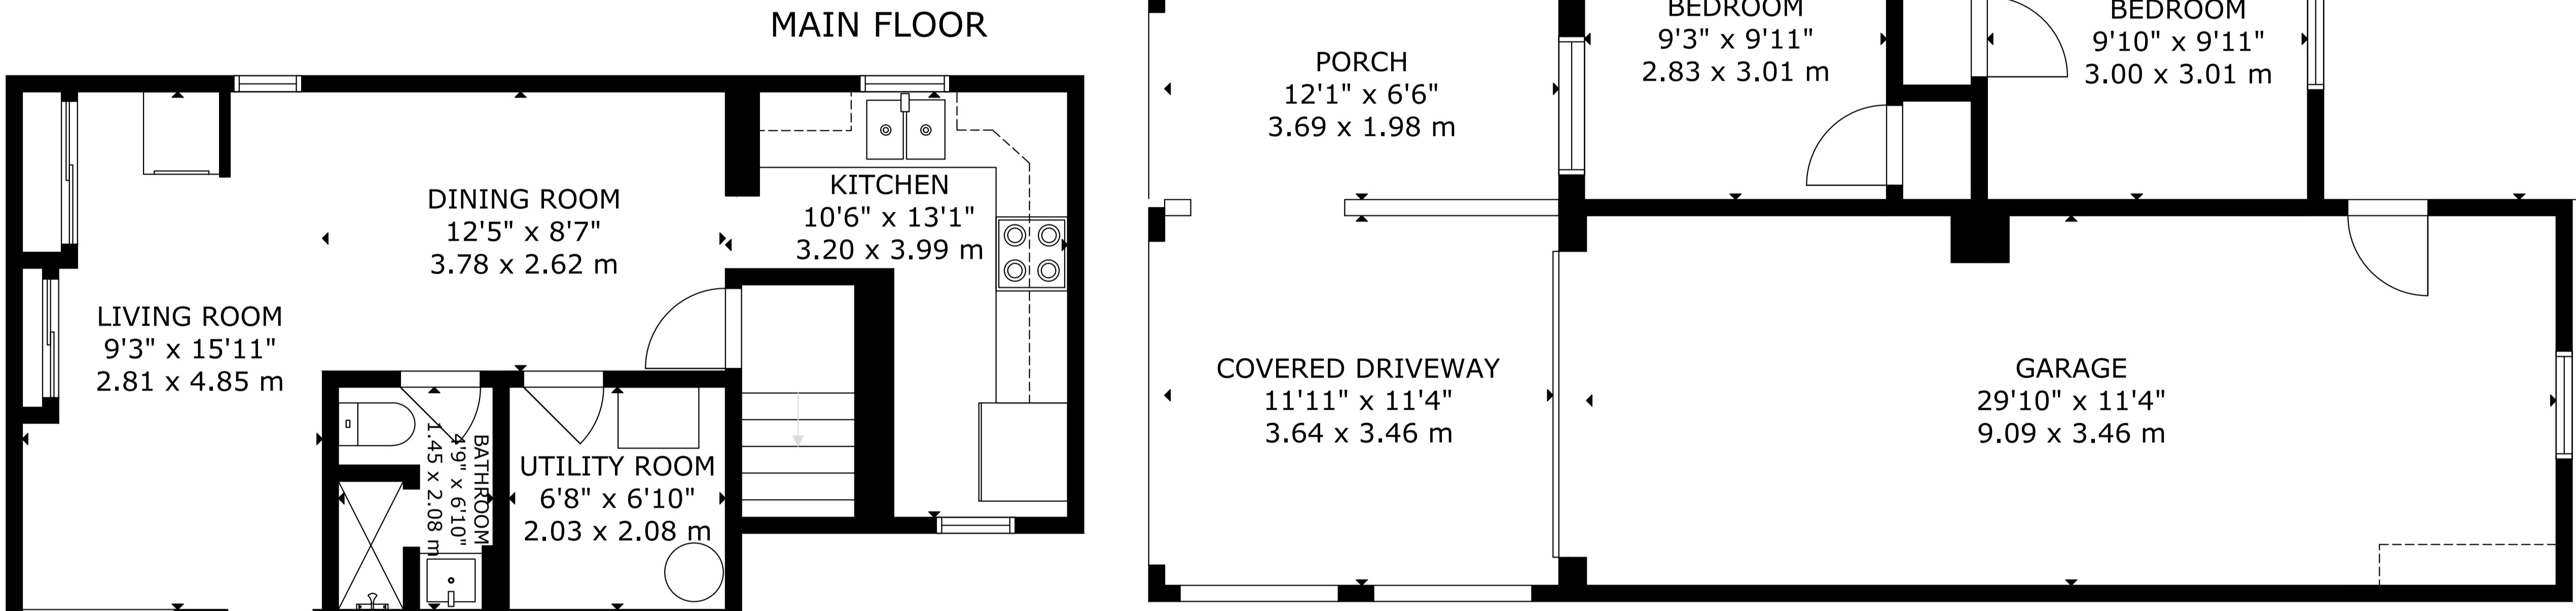 MAIN FLOOR
DINING ROOM
12'5" x 8'7"
3.78 x 2.62 m
KITCHEN
10'6" x 13'1"
3.20 x 3.99 m
LIVING ROOM
9'3" x 15'11"
2.81 x 4.85 m
BATHROOM
4'9" x 6'10"
1.45 x 2.08 m
UTILITY ROOM
6'8" x 6'10"
2.03 x 2.08 m
PORCH
12'1" x 6'6"
3.69 x 1.98 m
BEDROOM
9'3" x 9'11"
2.83 x 3.01 m
BEDROOM
9'10" x 9'11"
3.00 x 3.01 m
COVERED DRIVEWAY
11'11" x 11'4"
3.64 x 3.46 m
GARAGE
29'10" x 11'4"
9.09 x 3.46 m